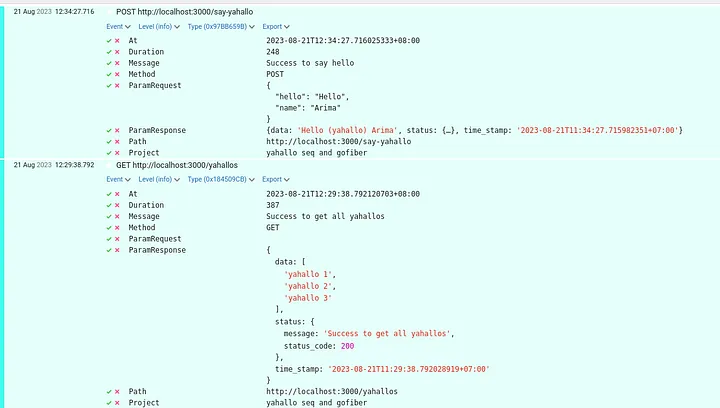 21 Aug 2023 12:34:27.716 POST http://localhost:3000/say-yahallo
Event Level (info) Type (0x97BB659B) Export
At 2023-08-21T12:34:27.716025333+08:00
Duration 248
Message Success to say hello
Method POST
ParamRequest {
"hello": "Hello",
"name": "Arima"
}
ParamResponse {data: 'Hello (yahallo) Arima', status: {…}, time_stamp: '2023-08-21T11:34:27.715982351+07:00'}
Path http://localhost:3000/say-yahallo
Project yahallo seq and gofiber
21 Aug 2023 12:29:38.792 GET http://localhost:3000/yahallos
Event Level (info) Type (0x184509CB) Export
At 2023-08-21T12:29:38.792120703+08:00
Duration 387
Message Success to get all yahallos
Method GET
ParamRequest
ParamResponse {
data: [
'yahallo 1',
'yahallo 2',
'yahallo 3'
],
status: {
message: 'Success to get all yahallos',
status_code: 200
},
time_stamp: '2023-08-21T11:29:38.792028919+07:00'
}
Path http://localhost:3000/yahallos
Project yahallo seq and gofiber